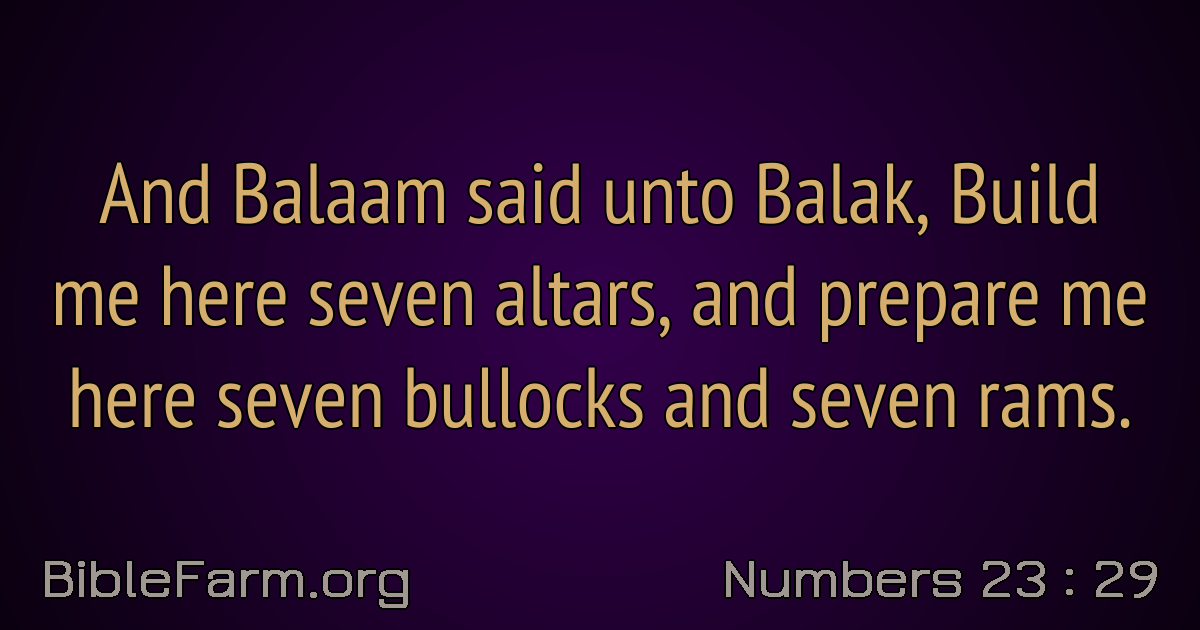 And Balaam said unto Balak, Build
me here seven altars, and prepare me
here seven bullocks and seven rams.
BibleFarm.org
Numbers 23 : 29